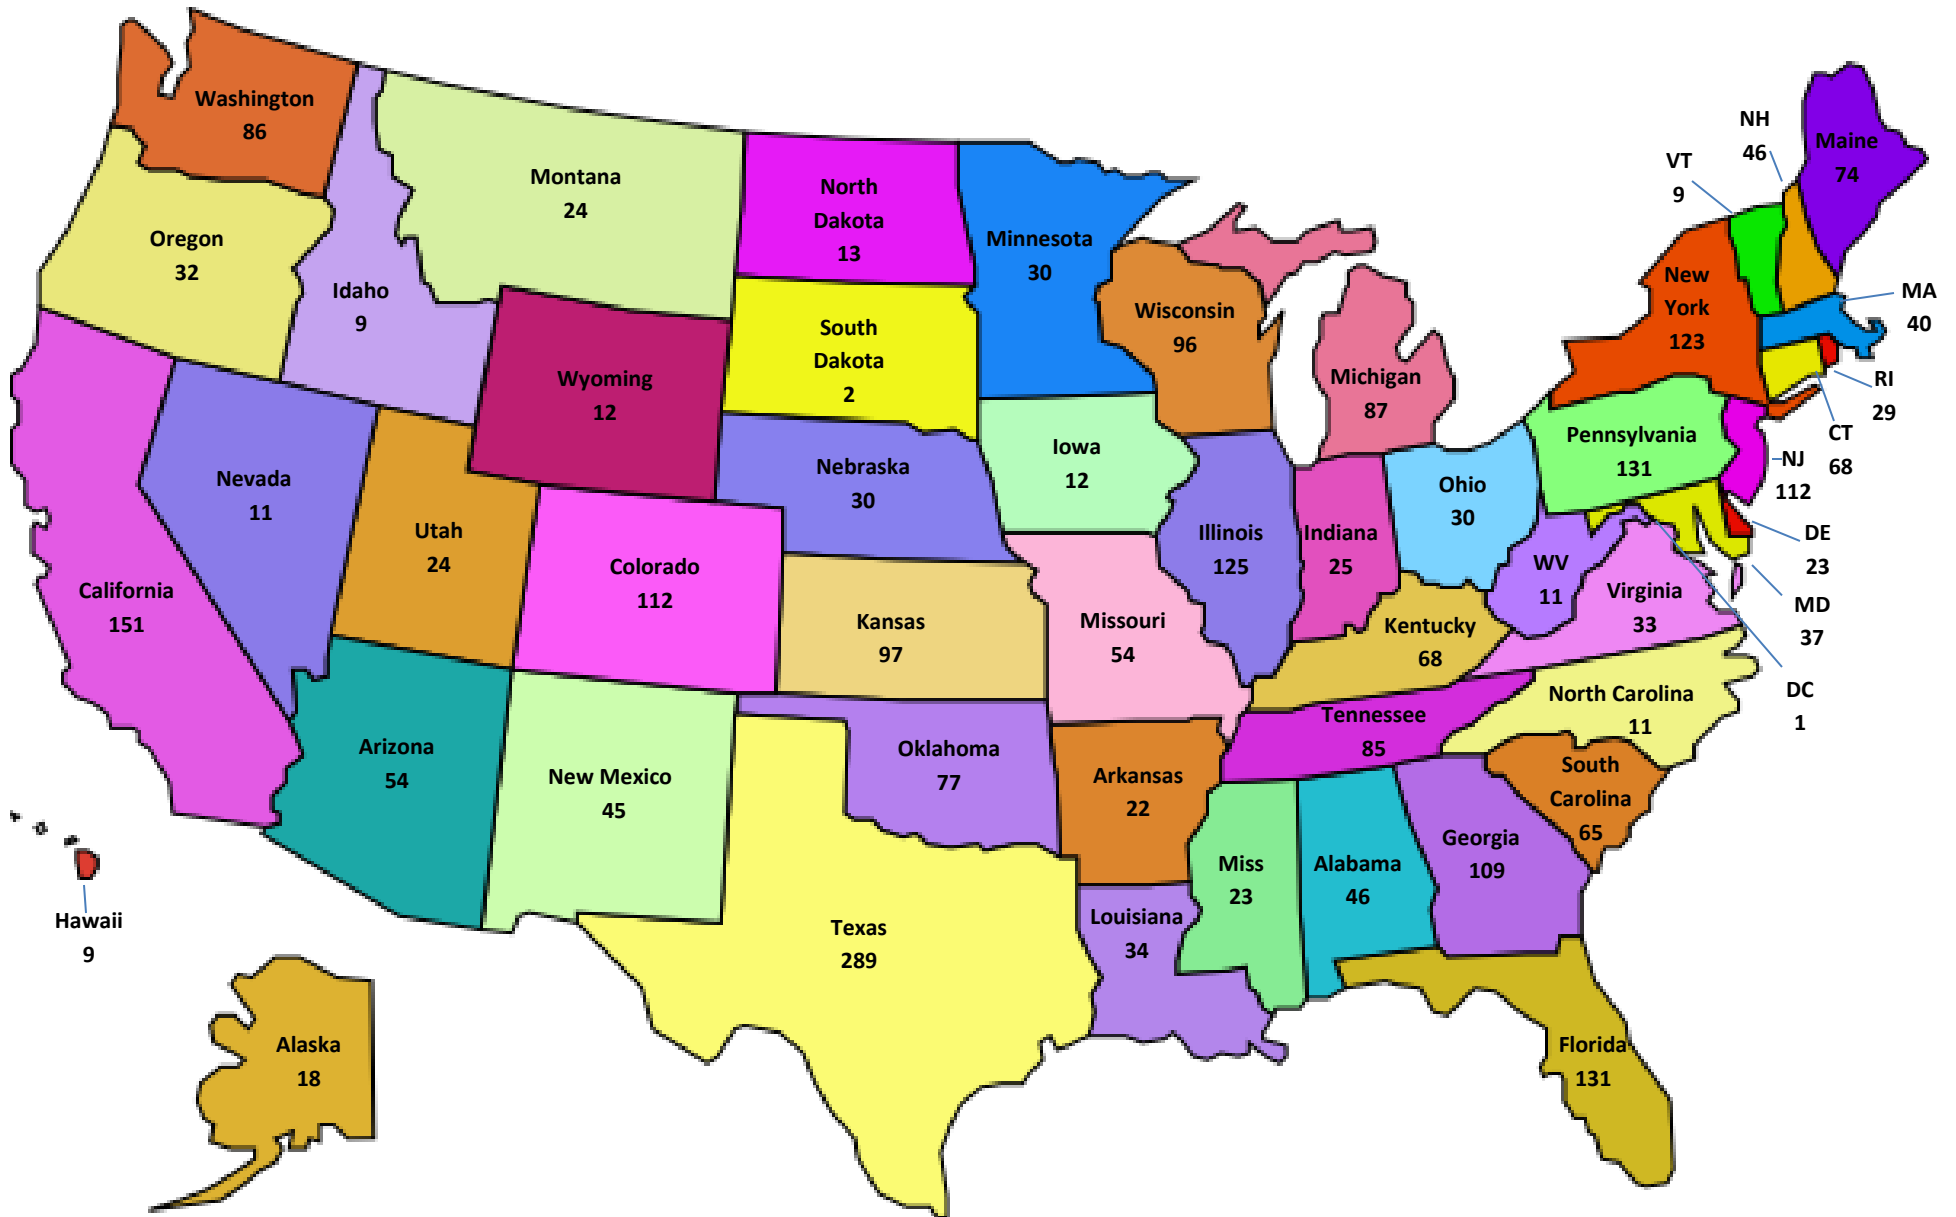 Washington
86
Oregon
32
California
151
Idaho
9
Nevada
11
Montana
24
Wyoming
12
Utah
24
Colorado
112
Arizona
54
New Mexico
45
North
Dakota
13
South
Dakota
2
Nebraska
30
Kansas
97
Oklahoma
77
Texas
289
Minnesota
30
Iowa
12
Missouri
54
Arkansas
22
Louisiana
34
Wisconsin
96
Illinois
125
Michigan
87
Indiana
25
Ohio
30
Kentucky
68
Tennessee
85
Miss
23
Alabama
46
Georgia
109
Florida
131
South
Carolina
65
North Carolina
11
Virginia
33
WV
11
Pennsylvania
131
New
York
123
VT
9
NH
46
Maine
74
MA
40
RI
29
CT
68
NJ
112
DE
23
MD
37
DC
1
Hawaii
9
Alaska
18